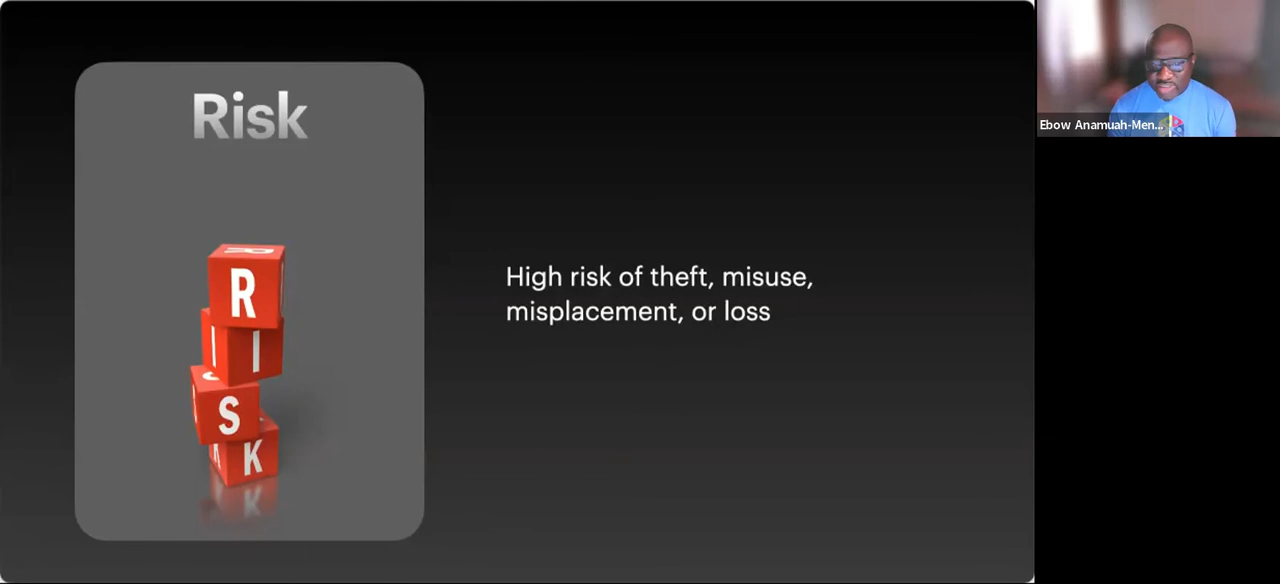 Risk
R
I
S
K
High risk of theft, misuse,
misplacement, or loss
Ebow Anamuah-Men...